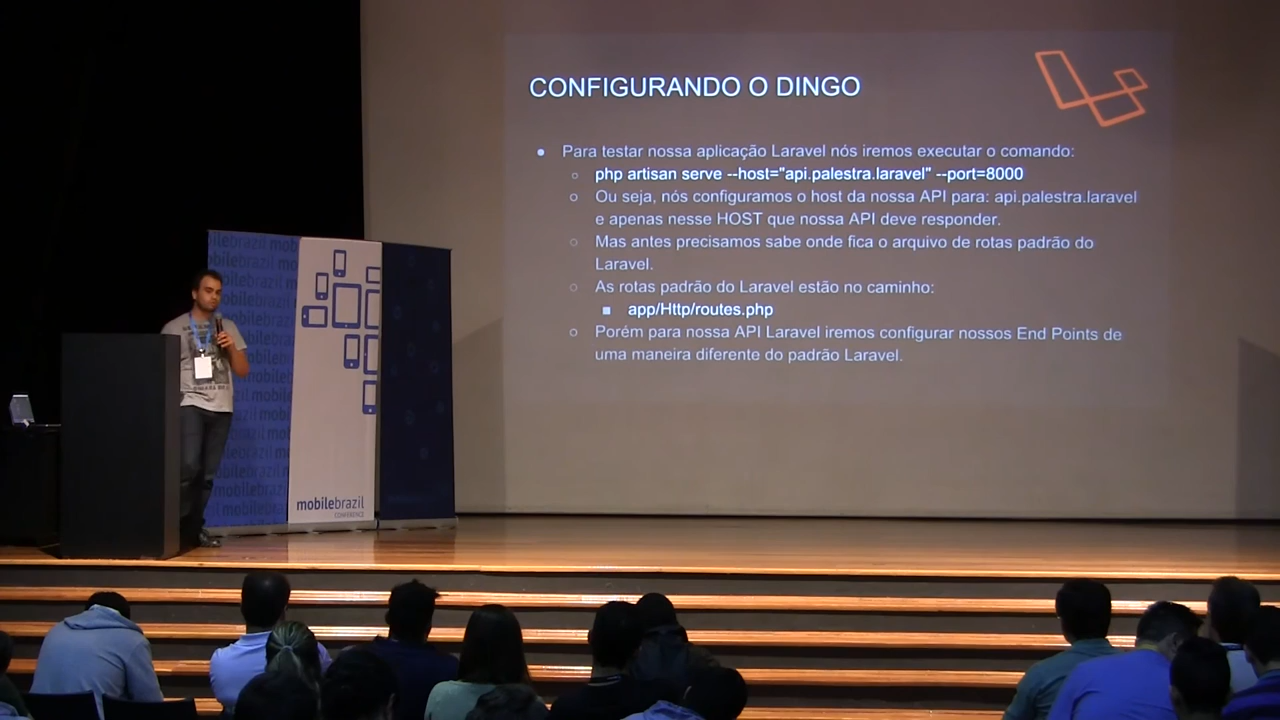 CONFIGURANDO O DINGO
Para testar nossa aplicação Laravel nós iremos executar o comando:
php artisan serve --host="api.palestra.laravel" --port=8000
Ou seja, nós configuramos o host da nossa API para: api.palestra.laravel
e apenas nesse HOST que nossa API deve responder.
Mas antes precisamos sabe onde fica o arquivo de rotas padrão do
Laravel.
As rotas padrão do Laravel estão no caminho:
app/Http/routes.php
Porém para nossa API Laravel iremos configurar nossos End Points de
uma maneira diferente do padrão Laravel.
mobilebrazil
CONFERENCE